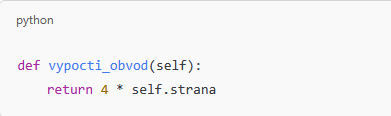 python
def vypocti_obvod(self):
    return 4 * self.strana